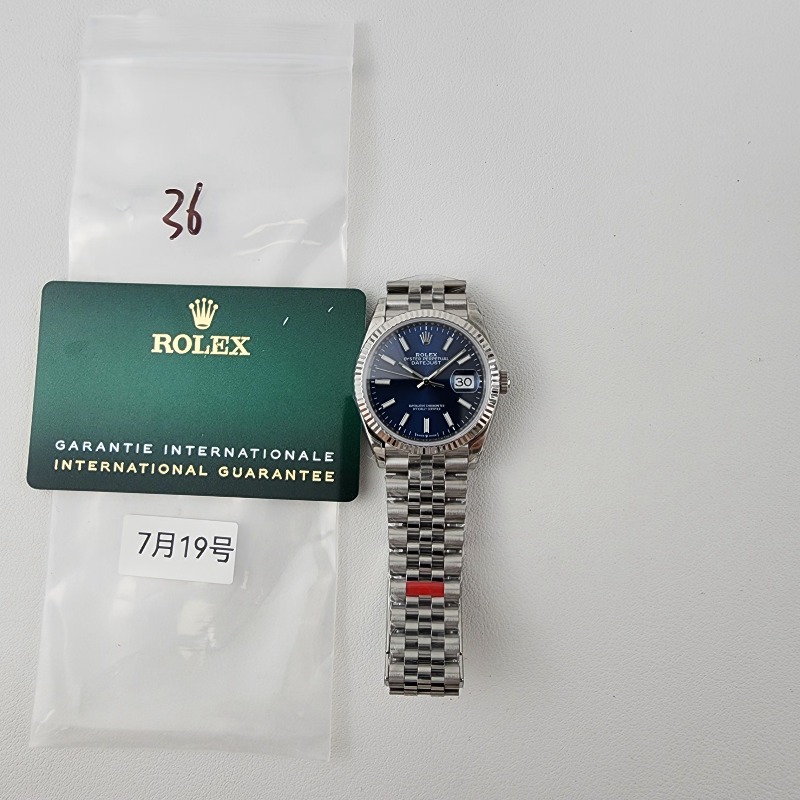 36
ROLEX
GARANTIE INTERNATIONALE
INTERNATIONAL GUARANTEE
7月19号
ROLEX
OYSTER PERPETUAL
DATEJUST
30